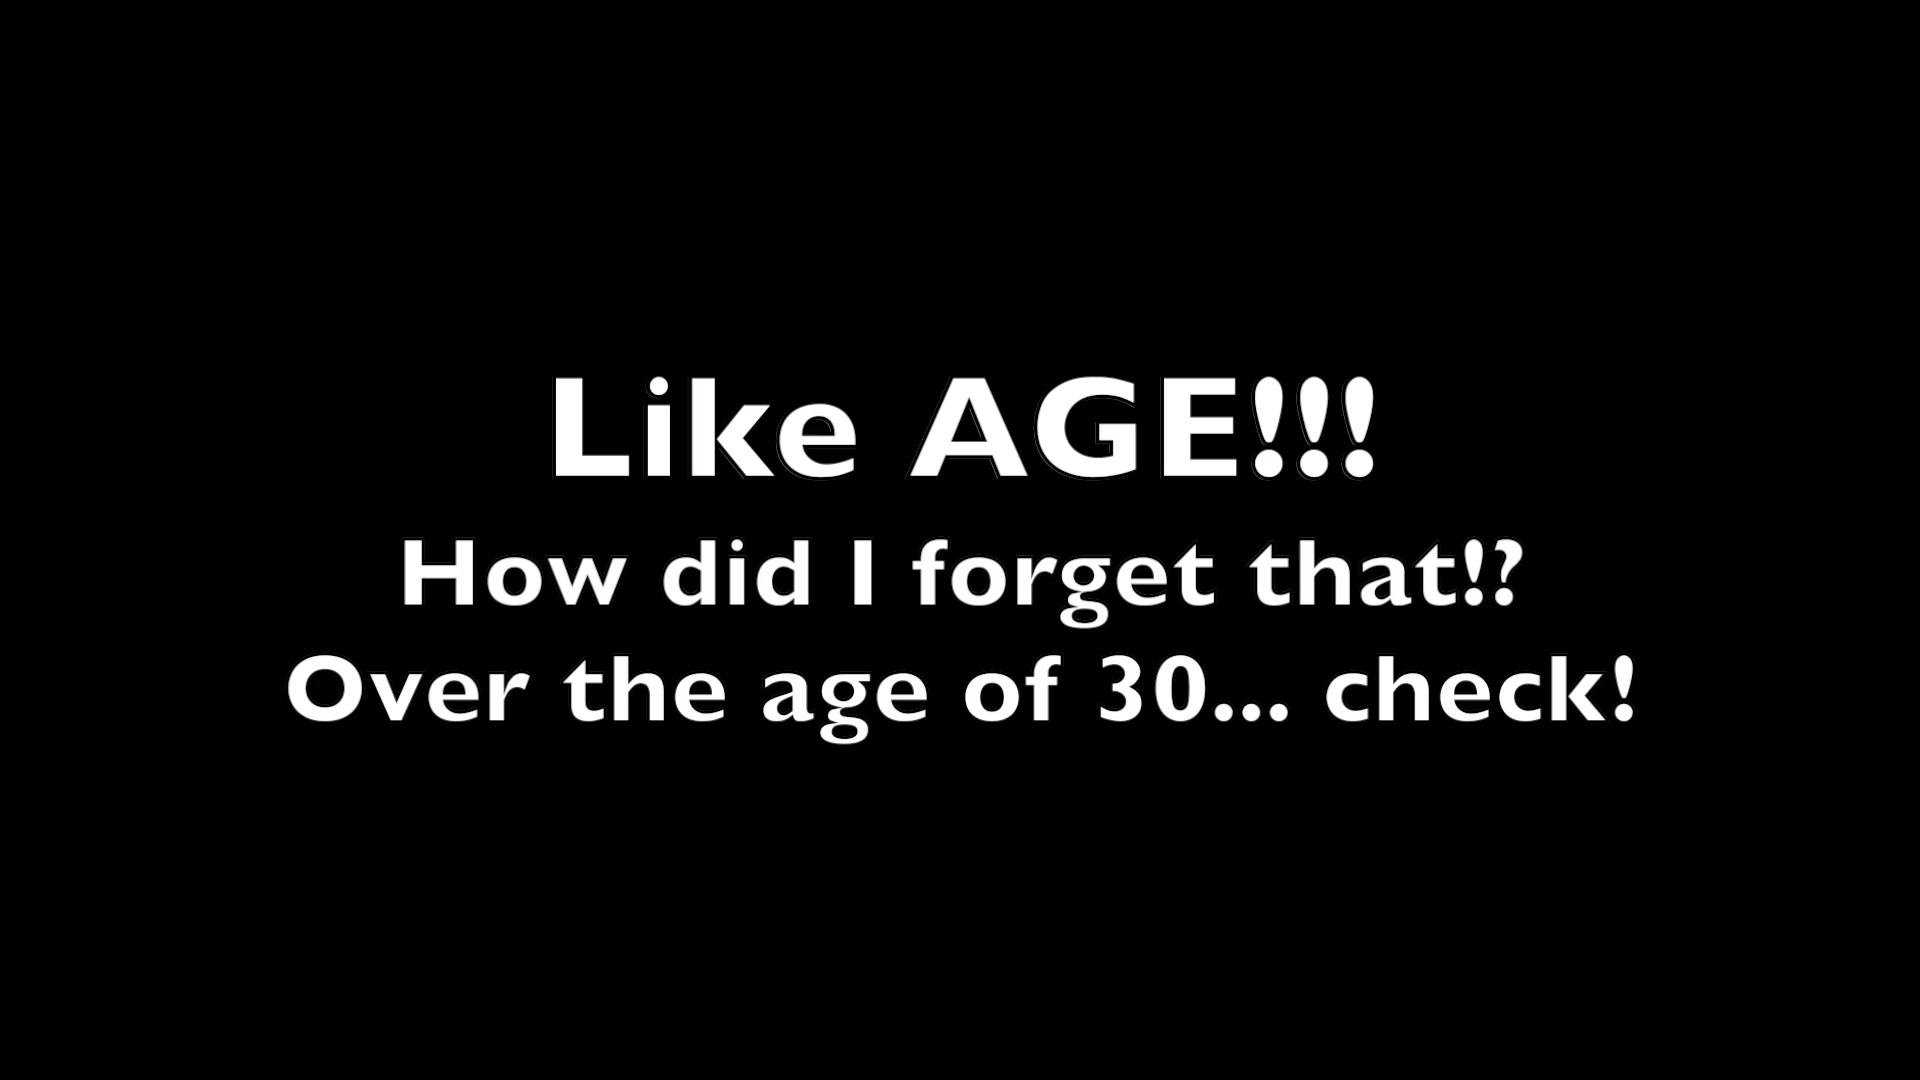 Like AGE!!!
How did I forget that!?
Over the age of 30... check!